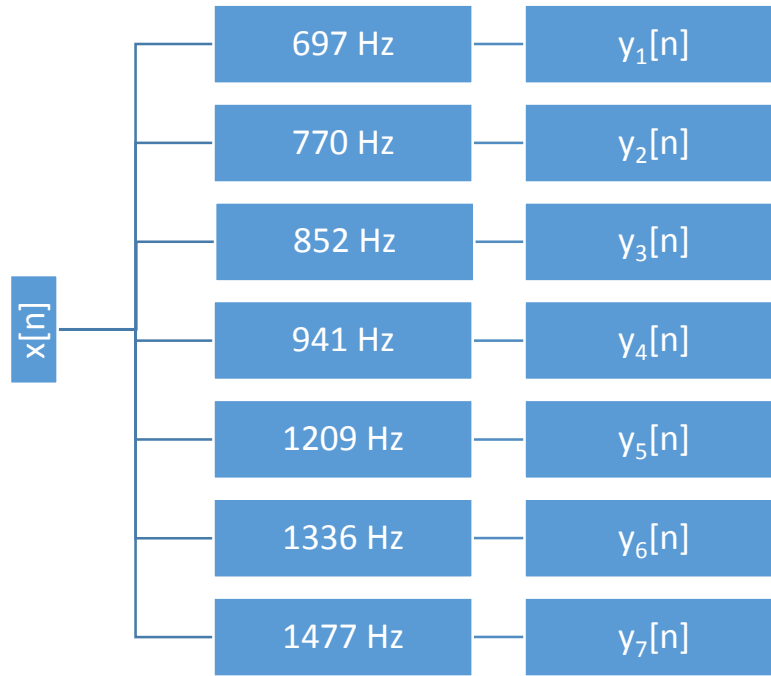 x[n]
697 Hz
y₁[n]
770 Hz
y₂[n]
852 Hz
y₃[n]
941 Hz
y₄[n]
1209 Hz
y₅[n]
1336 Hz
y₆[n]
1477 Hz
y₇[n]